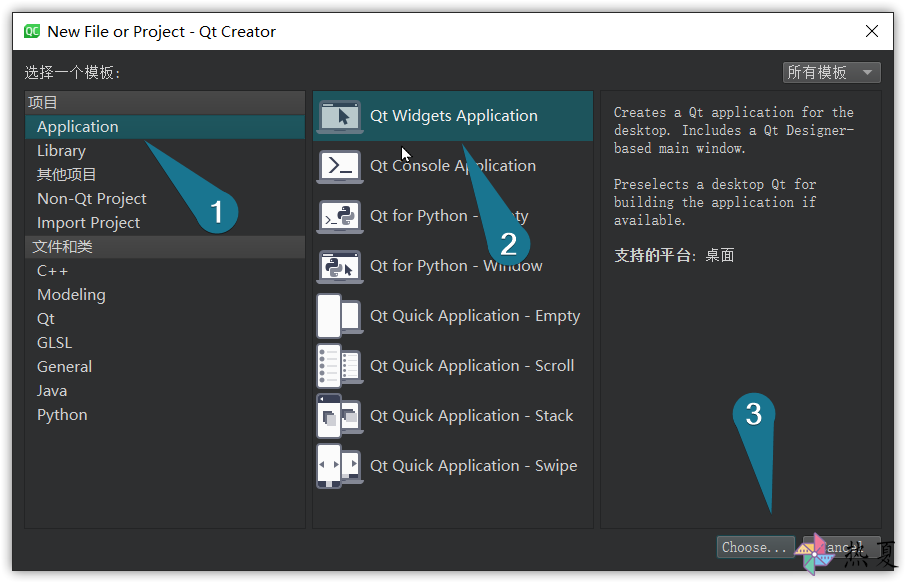 QC New File or Project - Qt Creator
选择一个模板:
所有模板
项目
Application
Library
其他项目
Non-Qt Project
Import Project
文件和类
C++
Modeling
Qt
GLSL
General
Java
Python
1
Qt Widgets Application
Qt Console Application
Qt for Python - ty
Qt for Python - Window
Qt Quick Application - Empty
Qt Quick Application - Scroll
Qt Quick Application - Stack
Qt Quick Application - Swipe
2
Creates a Qt application for the
desktop. Includes a Qt Designer-
based main window.
Preselects a desktop Qt for
building the application if
available.
支持的平台: 桌面
3
Choose...
ancel
热夏